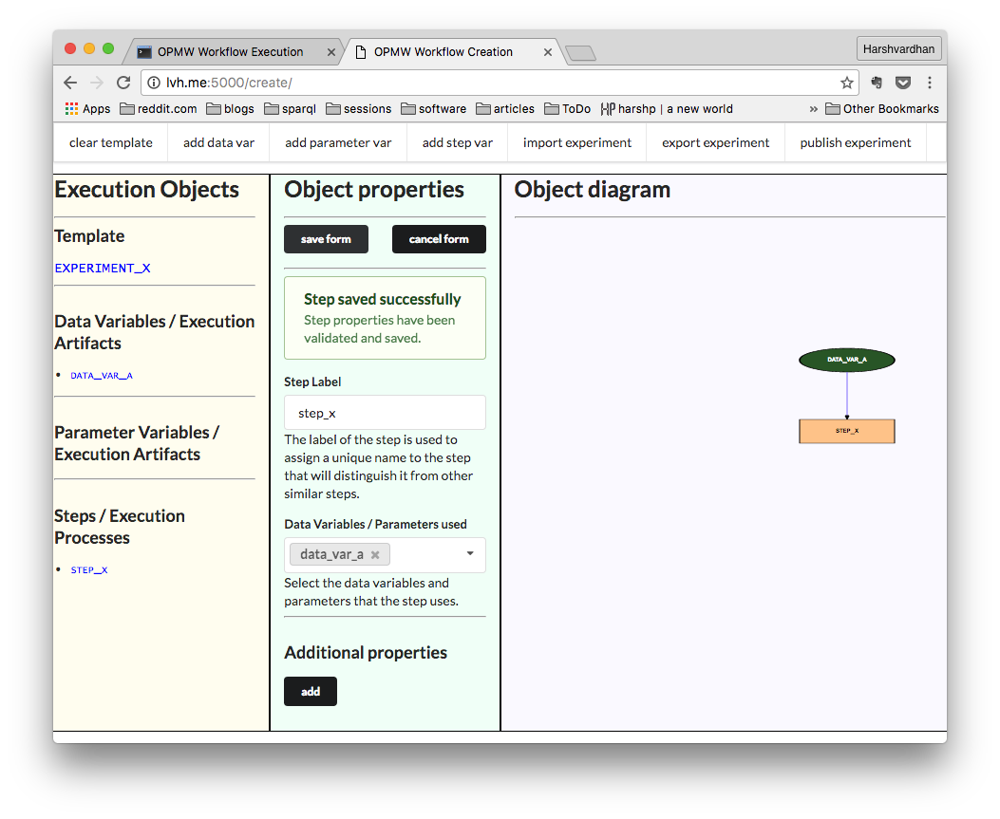 OPMW Workflow Execution
OPMW Workflow Creation
Harshvardhan
lvh.me:5000/create/
Apps reddit.com blogs sparql sessions software articles ToDo harshp | a new world » Other Bookmarks
clear template add data var add parameter var add step var import experiment export experiment publish experiment
Execution Objects
Template
EXPERIMENT_X
Data Variables / Execution
Artifacts
DATA_VAR_A
Parameter Variables /
Execution Artifacts
Steps / Execution
Processes
STEP_X
Object properties
save form cancel form
Step saved successfully
Step properties have been
validated and saved.
Step Label
step_x
The label of the step is used to
assign a unique name to the step
that will distinguish it from other
similar steps.
Data Variables / Parameters used
data_var_a
Select the data variables and
parameters that the step uses.
Additional properties
add
Object diagram
DATA_VAR_A
STEP_X